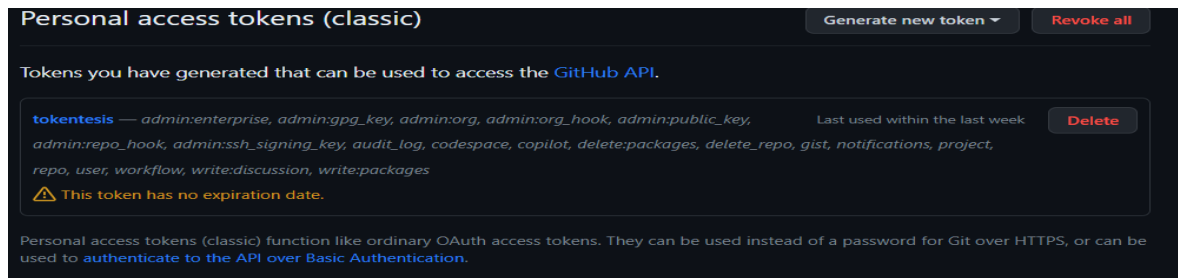 Personal access tokens (classic)
Generate new token
Revoke all
Tokens you have generated that can be used to access the GitHub API.
tokentesis — admin:enterprise, admin:gpg_key, admin:org, admin:org_hook, admin:public_key,
Last used within the last week
Delete
admin:repo_hook, admin:ssh_signing_key, audit_log, codespace, copilot, delete:packages, delete_repo, gist, notifications, project,
repo, user, workflow, write:discussion, write:packages
This token has no expiration date.
Personal access tokens (classic) function like ordinary OAuth access tokens. They can be used instead of a password for Git over HTTPS, or can be
used to authenticate to the API over Basic Authentication.